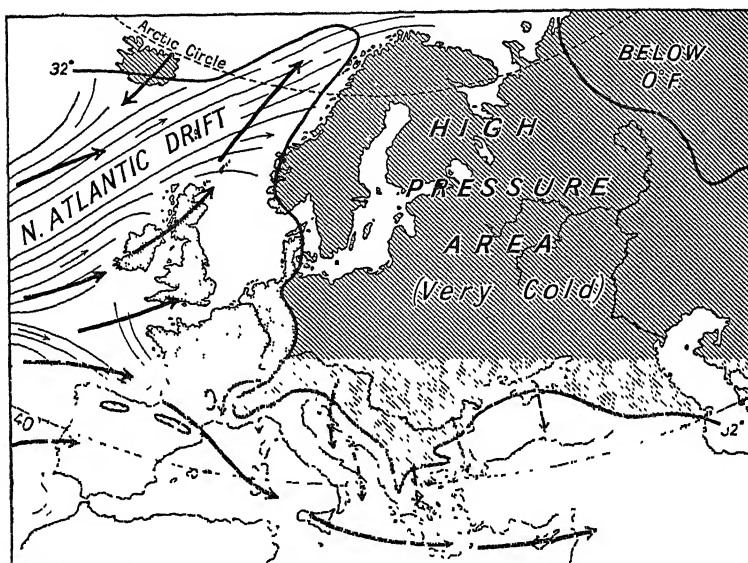 Arctic Circle
32°
BELOW
0°F.
HIGH
N. ATLANTIC DRIFT
PRESSURE
AREA
(Very Cold)
40
32°